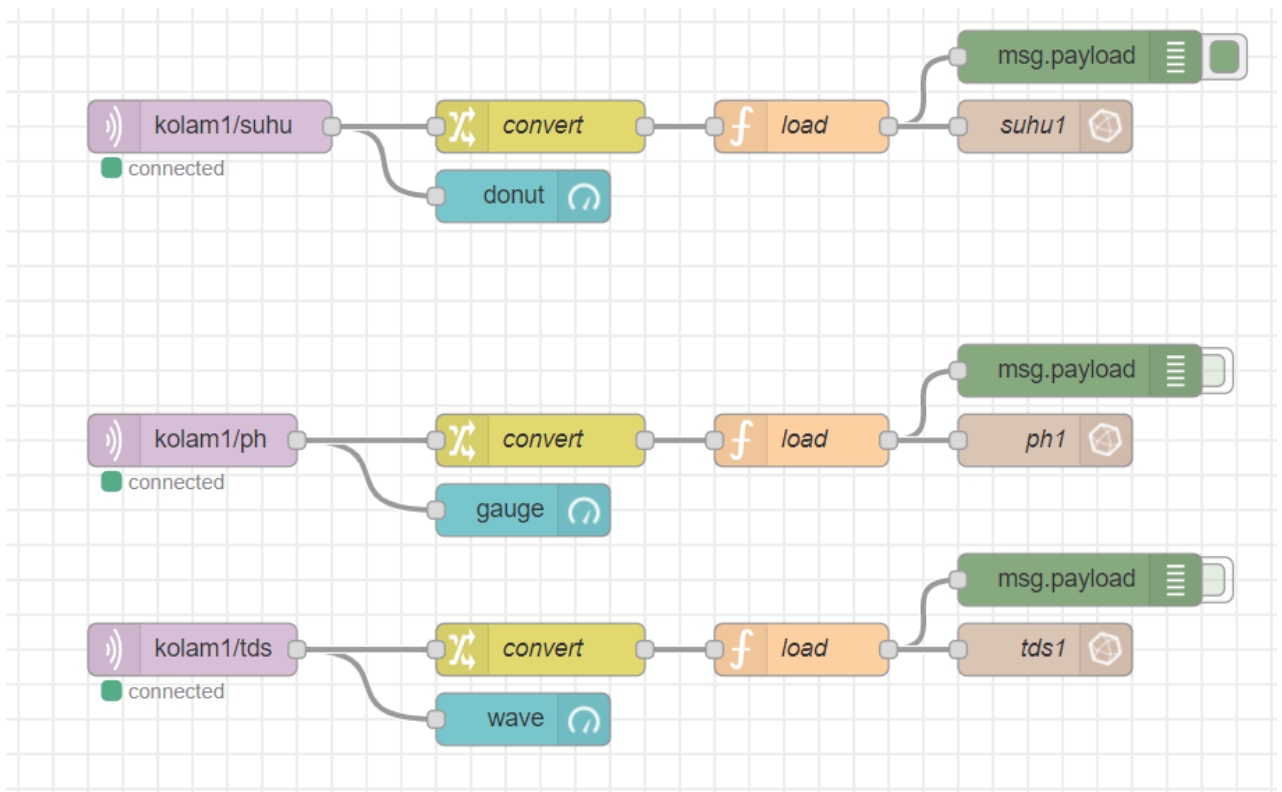 msg.payload
kolam1/suhu
convert
load
suhu1
connected
donut
msg.payload
kolam1/ph
convert
load
ph1
connected
gauge
msg.payload
kolam1/tds
convert
load
tds1
connected
wave